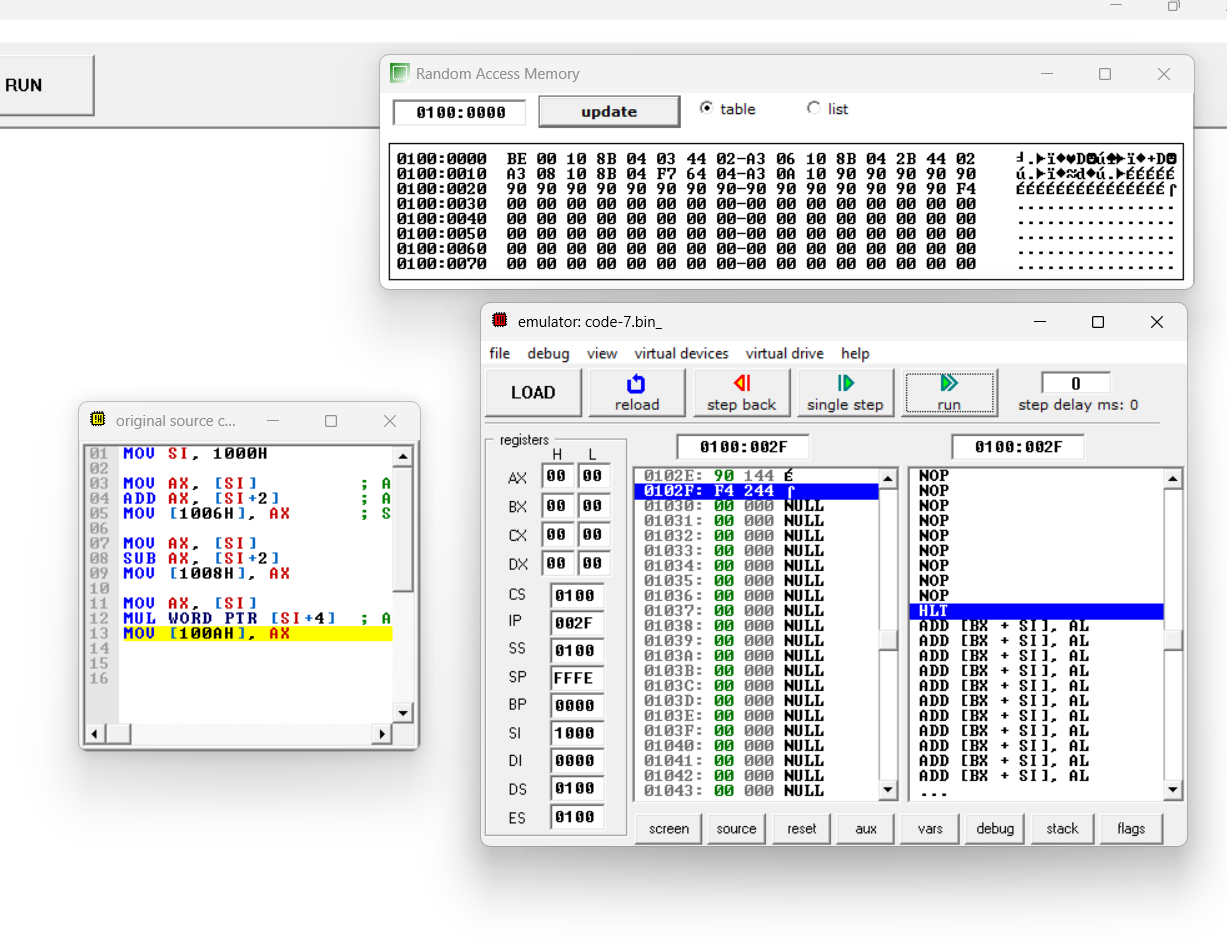 RUN
Random Access Memory
0100:0000 update table list
0100:0000 BE 00 10 8B 04 03 44 02-A3 06 10 8B 04 2B 44 02
0100:0010 A3 08 10 8B 04 F7 64 04-A3 0A 10 90 90 90 90 90
0100:0020 90 90 90 90 90 90 90 90-90 90 90 90 90 90 90 F4
0100:0030 00 00 00 00 00 00 00 00-00 00 00 00 00 00 00 00 ................
0100:0040 00 00 00 00 00 00 00 00-00 00 00 00 00 00 00 00 ................
0100:0050 00 00 00 00 00 00 00 00-00 00 00 00 00 00 00 00 ................
0100:0060 00 00 00 00 00 00 00 00-00 00 00 00 00 00 00 00 ................
0100:0070 00 00 00 00 00 00 00 00-00 00 00 00 00 00 00 00 ................
original source c...
01 MOV SI, 1000H
02
03 MOV AX, [SI] ; A
04 ADD AX, [SI+2] ; A
05 MOV [1006H], AX ; S
06
07 MOV AX, [SI]
08 SUB AX, [SI+2]
09 MOV [1008H], AX
10
11 MOV AX, [SI]
12 MUL WORD PTR [SI+4] ; A
13 MOV [100AH], AX
14
15
16
emulator: code-7.bin_
file debug view virtual devices virtual drive help
LOAD reload step back single step run 0
step delay ms: 0
registers
H L
AX 00 00
BX 00 00
CX 00 00
DX 00 00
CS 0100
IP 002F
SS 0100
SP FFFE
BP 0000
SI 1000
DI 0000
DS 0100
ES 0100
0100:002F
0102E: 90 144 É
0102F: F4 244 ⌠
01030: 00 000 NULL
01031: 00 000 NULL
01032: 00 000 NULL
01033: 00 000 NULL
01034: 00 000 NULL
01035: 00 000 NULL
01036: 00 000 NULL
01037: 00 000 NULL
01038: 00 000 NULL
01039: 00 000 NULL
0103A: 00 000 NULL
0103B: 00 000 NULL
0103C: 00 000 NULL
0103D: 00 000 NULL
0103E: 00 000 NULL
0103F: 00 000 NULL
01040: 00 000 NULL
01041: 00 000 NULL
01042: 00 000 NULL
01043: 00 000 NULL
0100:002F
NOP
NOP
NOP
NOP
NOP
NOP
NOP
NOP
NOP
HLT
ADD [BX + SI], AL
ADD [BX + SI], AL
ADD [BX + SI], AL
ADD [BX + SI], AL
ADD [BX + SI], AL
ADD [BX + SI], AL
ADD [BX + SI], AL
ADD [BX + SI], AL
ADD [BX + SI], AL
ADD [BX + SI], AL
ADD [BX + SI], AL
...
screen source reset aux vars debug stack flags